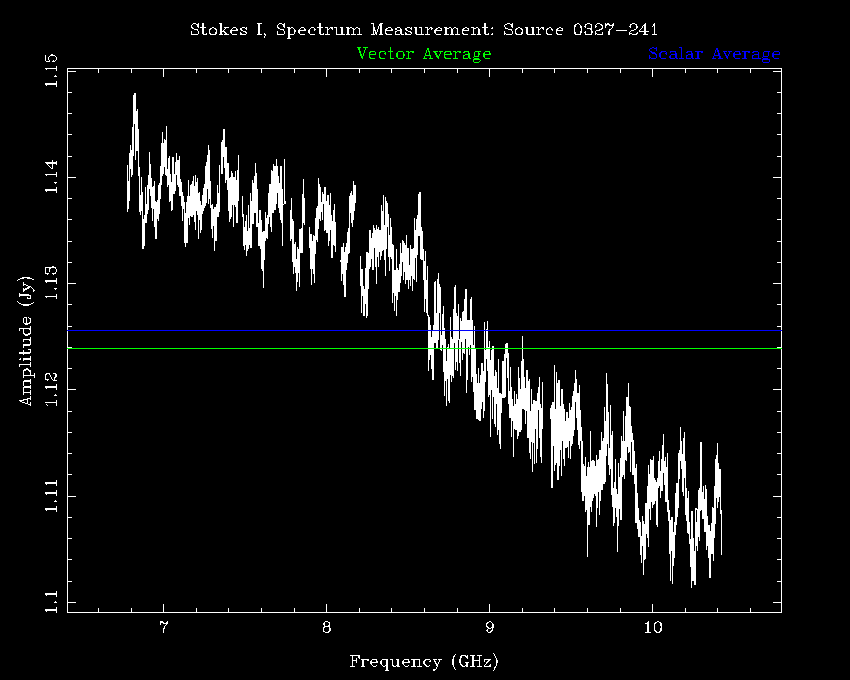 Stokes I, Spectrum Measurement: Source 0327-241
Vector Average
Scalar Average
1.15
1.14
1.13
1.12
1.11
1.1
Amplitude (Jy)
7
8
9
10
Frequency (GHz)